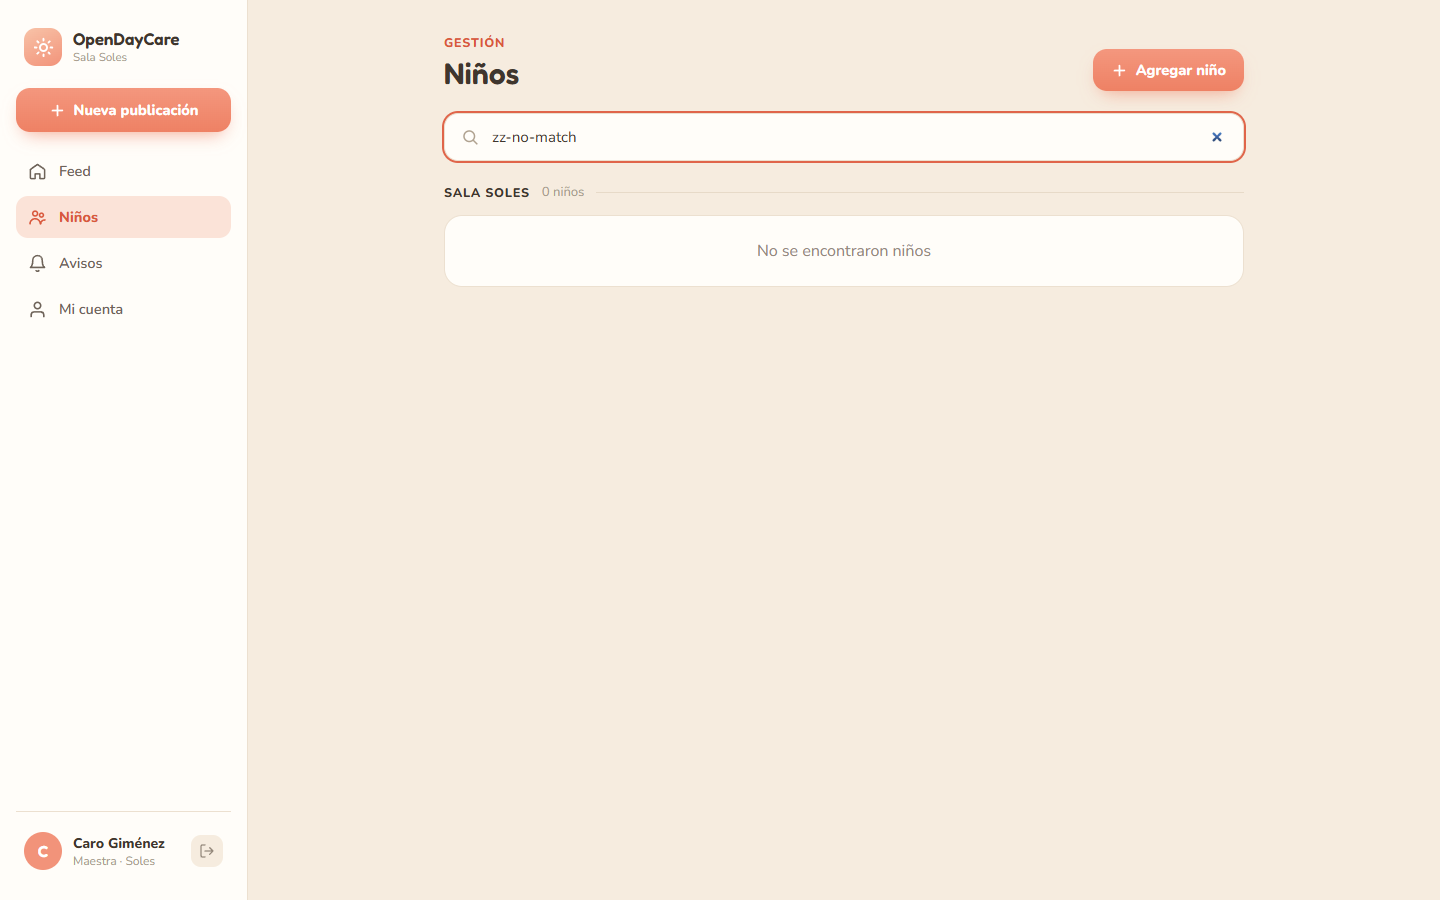 OpenDayCare
Sala Soles
Nueva publicación
Feed
Niños
Avisos
Mi cuenta
Caro Giménez
Maestra · Soles
C
GESTIÓN
Niños
Agregar niño
zz-no-match
SALA SOLES 0 niños
No se encontraron niños